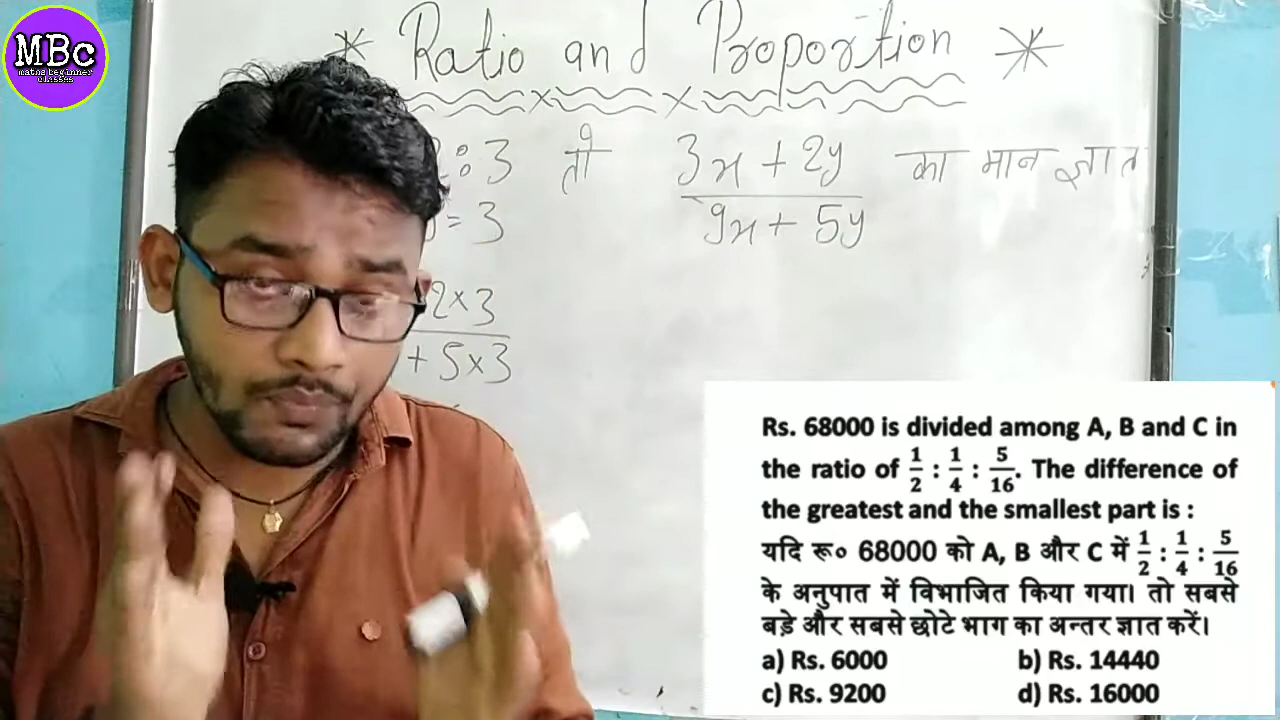 MBC
maths beginner
classes
* Ratio and Proportion *
2:3 तो 3x + 2y का मान ज्ञात
9x + 5y
= 3
2×3
+ 5×3
Rs. 68000 is divided among A, B and C in
the ratio of 1/2 : 1/4 : 5/16. The difference of
the greatest and the smallest part is :
यदि रू० 68000 को A, B और C में 1/2 : 1/4 : 5/16
के अनुपात में विभाजित किया गया। तो सबसे
बड़े और सबसे छोटे भाग का अन्तर ज्ञात करें।
a) Rs. 6000 b) Rs. 14440
c) Rs. 9200 d) Rs. 16000